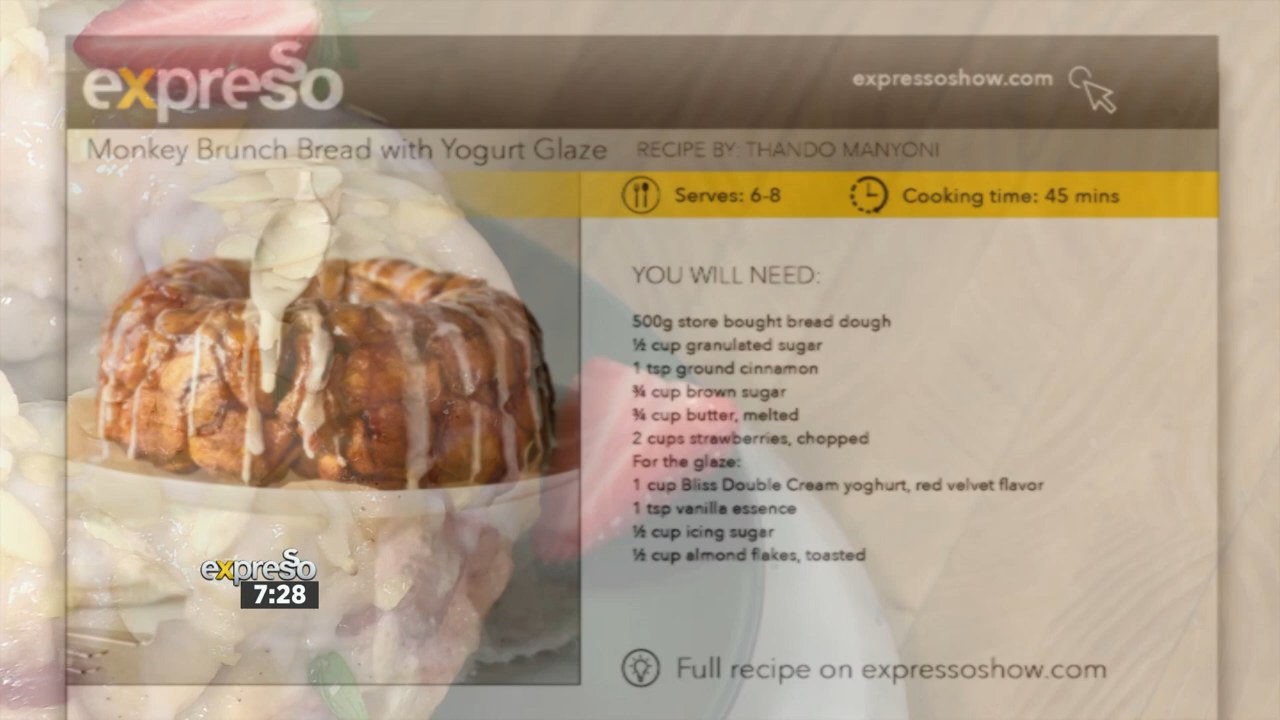 expresso
expressoshow.com
Monkey Brunch Bread with Yogurt Glaze
RECIPE BY: THANDO MANYONI
Serves: 6-8
Cooking time: 45 mins
YOU WILL NEED:
500g store bought bread dough
½ cup granulated sugar
1 tsp ground cinnamon
¾ cup brown sugar
¾ cup butter, melted
2 cups strawberries, chopped
For the glaze:
1 cup Bliss Double Cream yoghurt, red velvet flavor
1 tsp vanilla essence
½ cup icing sugar
½ cup almond flakes, toasted
expresso
7:28
Full recipe on expressoshow.com